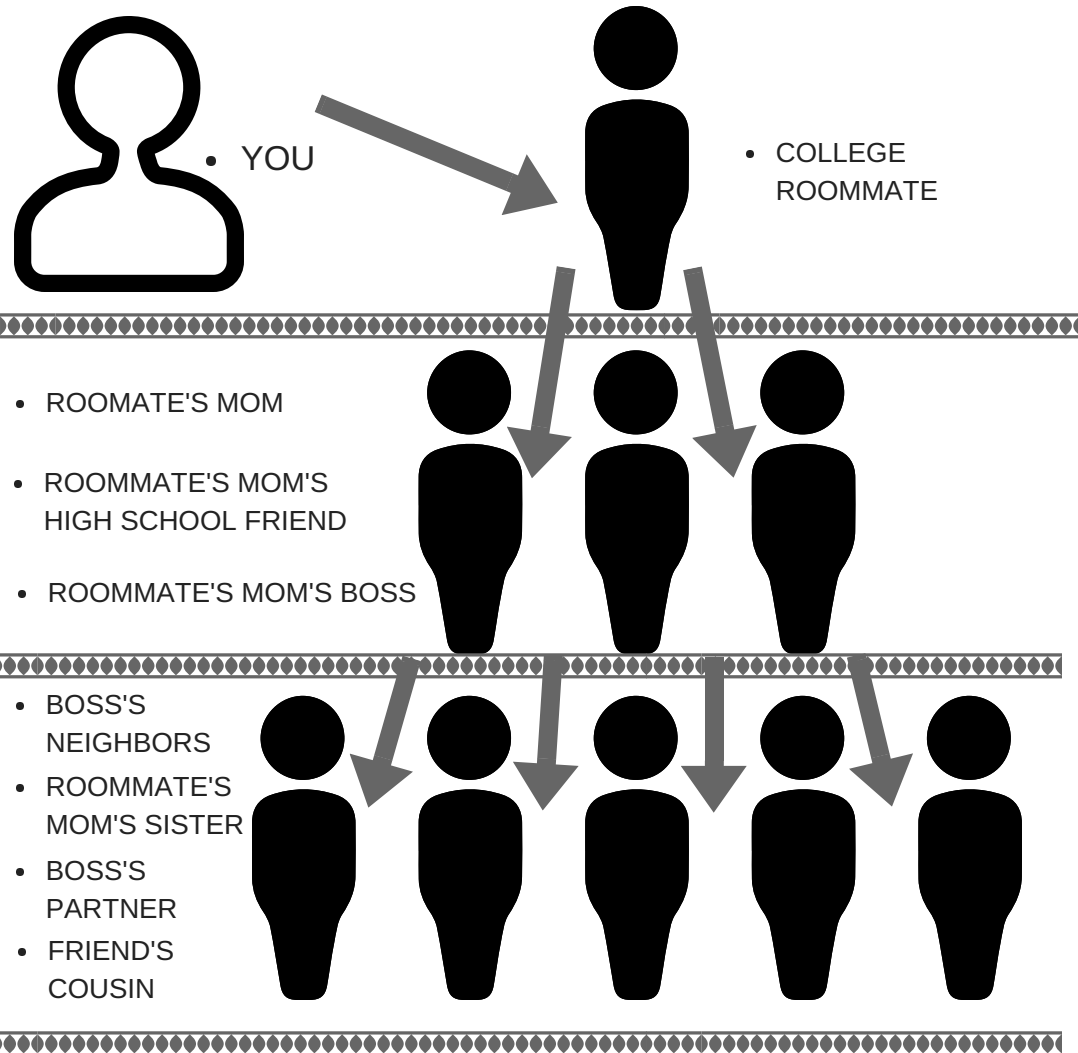 • YOU
• COLLEGE
ROOMMATE
• ROOMATE'S MOM
• ROOMMATE'S MOM'S
HIGH SCHOOL FRIEND
• ROOMMATE'S MOM'S BOSS
• BOSS'S
NEIGHBORS
• ROOMMATE'S
MOM'S SISTER
• BOSS'S
PARTNER
• FRIEND'S
COUSIN